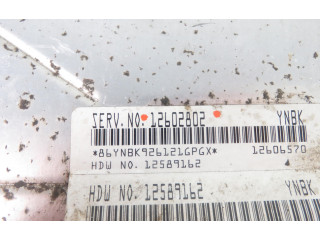 SERV. NO. 12602802 YNBK
*86YNBK926121GPGX* 12606570
HDW NO. 12589162
HDW NO. 12589162 YNBK